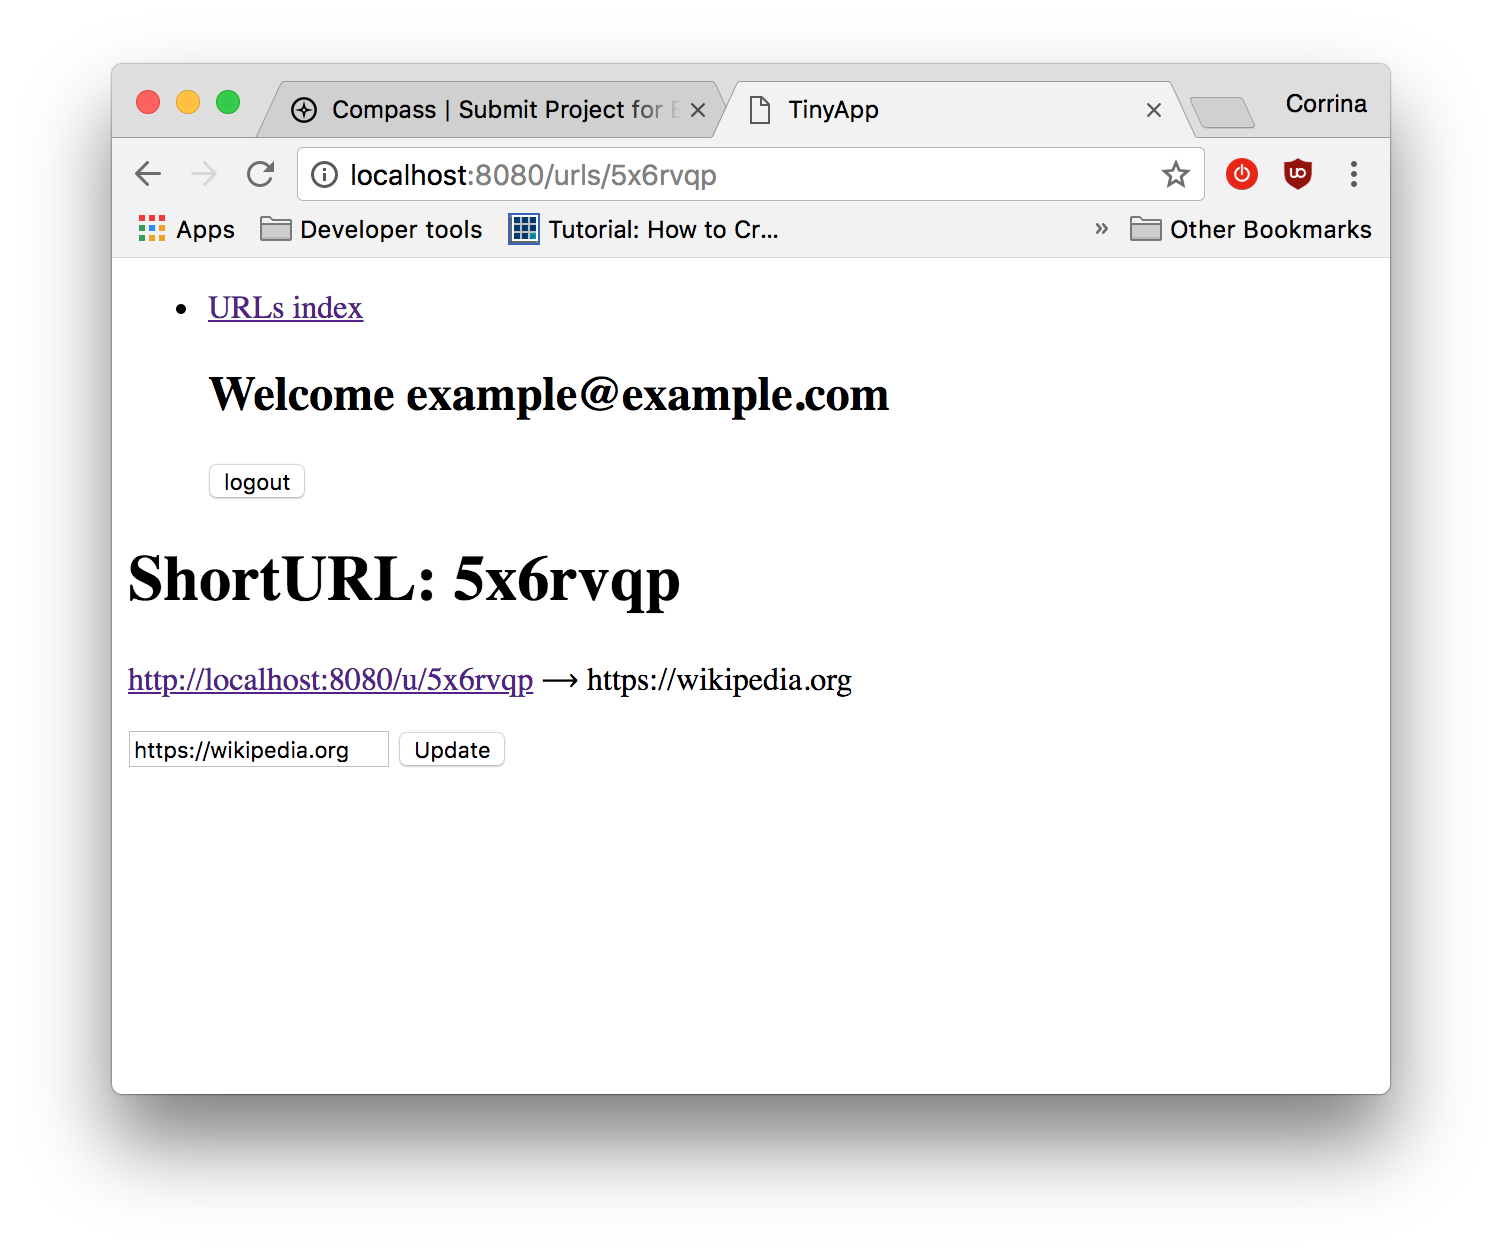 Compass | Submit Project for
TinyApp
Corrina
localhost:8080/urls/5x6rvqp
Apps
Developer tools
Tutorial: How to Cr...
»
Other Bookmarks
• URLs index
Welcome example@example.com
logout
ShortURL: 5x6rvqp
http://localhost:8080/u/5x6rvqp ⟶ https://wikipedia.org
https://wikipedia.org
Update